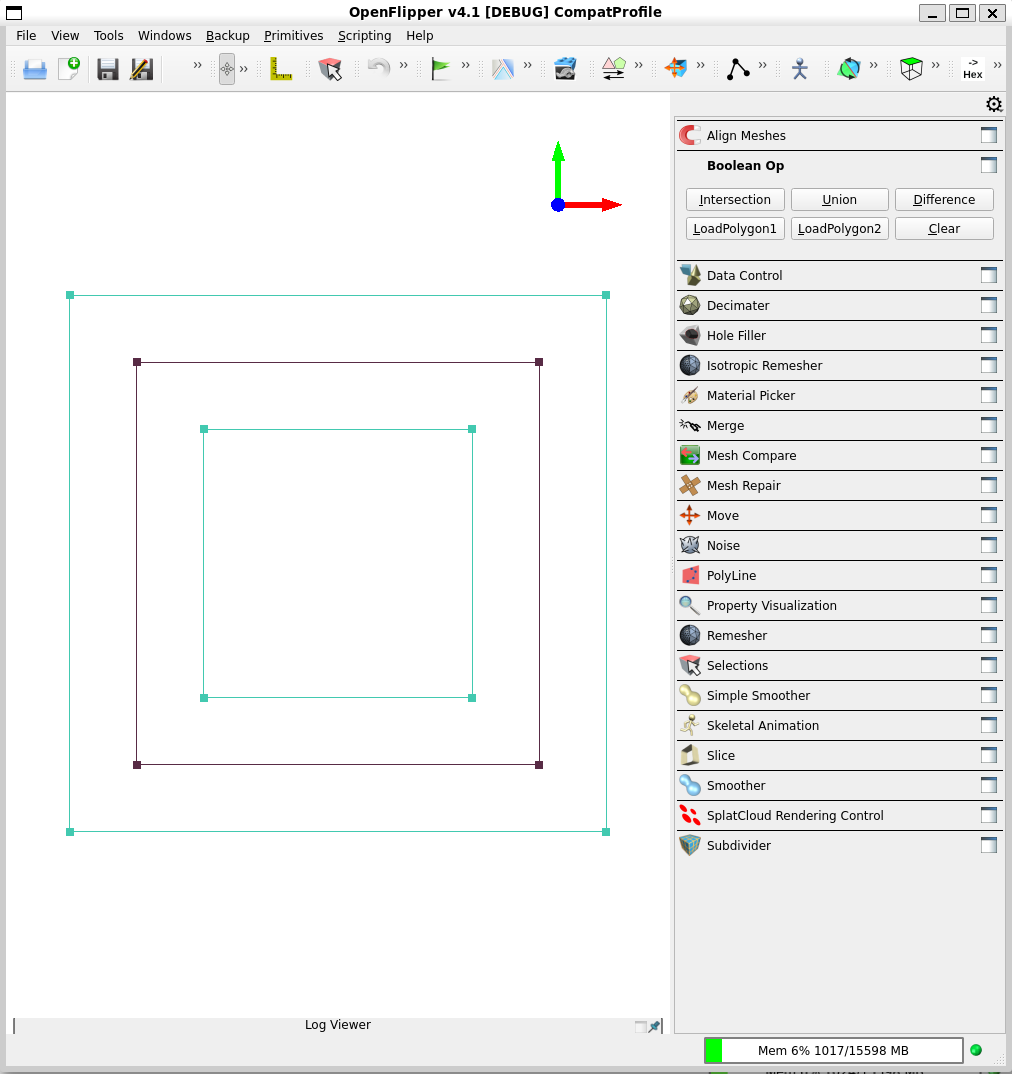 OpenFlipper v4.1 [DEBUG] CompatProfile
File View Tools Windows Backup Primitives Scripting Help
-> Hex
Align Meshes
Boolean Op
Intersection Union Difference
LoadPolygon1 LoadPolygon2 Clear
Data Control
Decimater
Hole Filler
Isotropic Remesher
Material Picker
Merge
Mesh Compare
Mesh Repair
Move
Noise
PolyLine
Property Visualization
Remesher
Selections
Simple Smoother
Skeletal Animation
Slice
Smoother
SplatCloud Rendering Control
Subdivider
Log Viewer
Mem 6% 1017/15598 MB